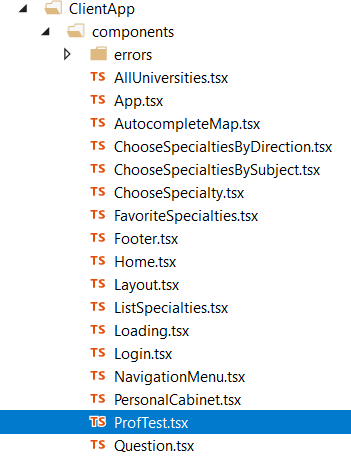 ClientApp
components
errors
TS AllUniversities.tsx
TS App.tsx
TS AutocompleteMap.tsx
TS ChooseSpecialtiesByDirection.tsx
TS ChooseSpecialtiesBySubject.tsx
TS ChooseSpecialty.tsx
TS FavoriteSpecialties.tsx
TS Footer.tsx
TS Home.tsx
TS Layout.tsx
TS ListSpecialties.tsx
TS Loading.tsx
TS Login.tsx
TS NavigationMenu.tsx
TS PersonalCabinet.tsx
TS ProfTest.tsx
TS Question.tsx